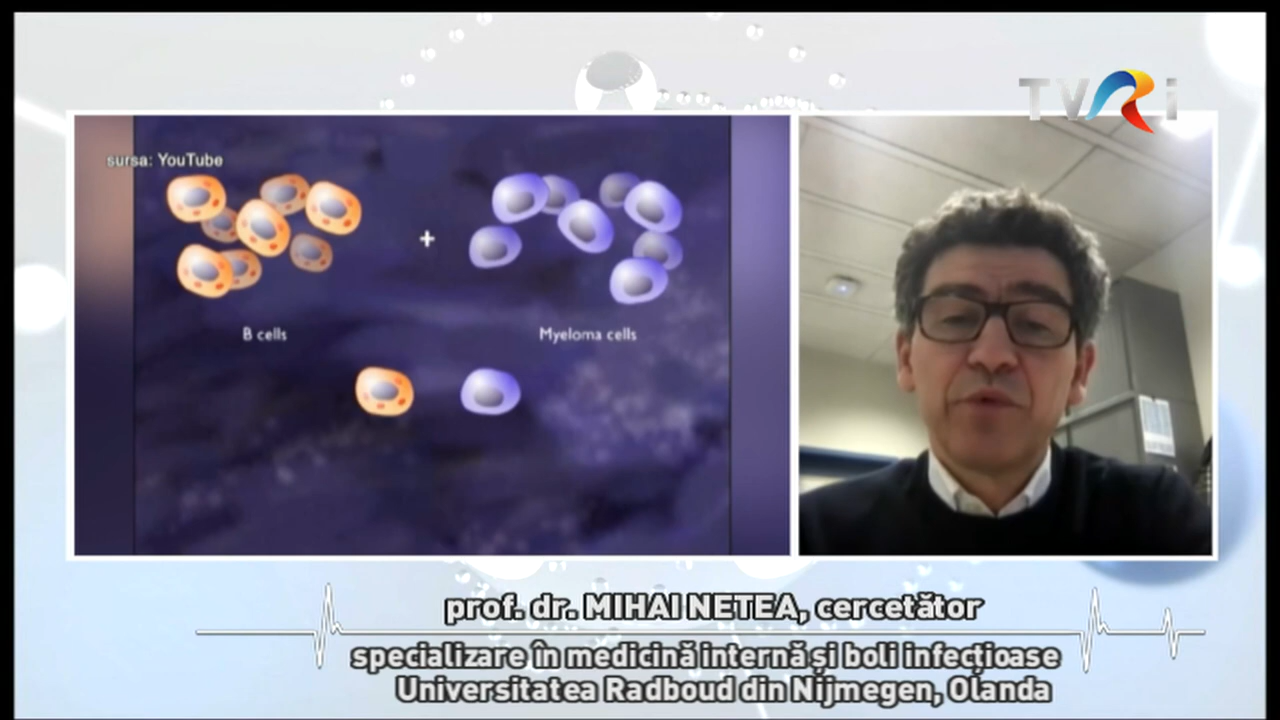 TVRi
sursa: YouTube
+
B cells
Myeloma cells
prof. dr. MIHAI NETEA, cercetător
specializare în medicină internă și boli infecțioase
Universitatea Radboud din Nijmegen, Olanda